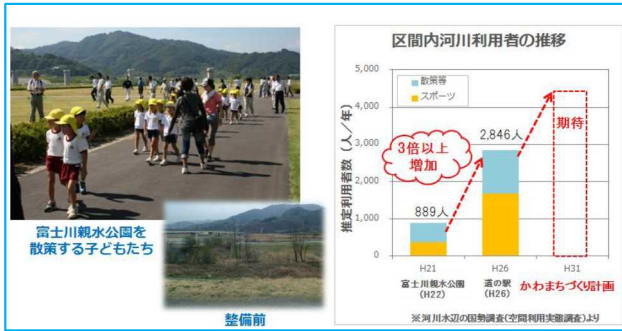 富士川親水公園を
散策する子どもたち
整備前
区間内河川利用者の推移
推定利用者数(人/年)
5,000
4,000
3,000
2,000
1,000
0
散策等
スポーツ
3倍以上
増加
889人
2,846人
期待
H21
H26
H31
富士川親水公園
(H22)
道の駅
(H26)
かわまちづくり計画
※河川水辺の国勢調査(空間利用実態調査)より